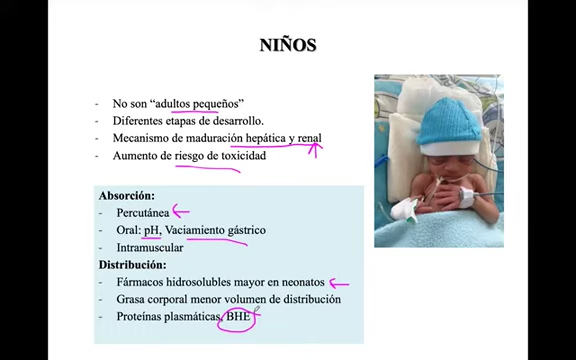 NIÑOS
- No son “adultos pequeños”
- Diferentes etapas de desarrollo.
- Mecanismo de maduración hepática y renal
- Aumento de riesgo de toxicidad
Absorción:
- Percutánea
- Oral: pH, Vaciamiento gástrico
- Intramuscular
Distribución:
- Fármacos hidrosolubles mayor en neonatos
- Grasa corporal menor volumen de distribución
- Proteínas plasmáticas, BHE